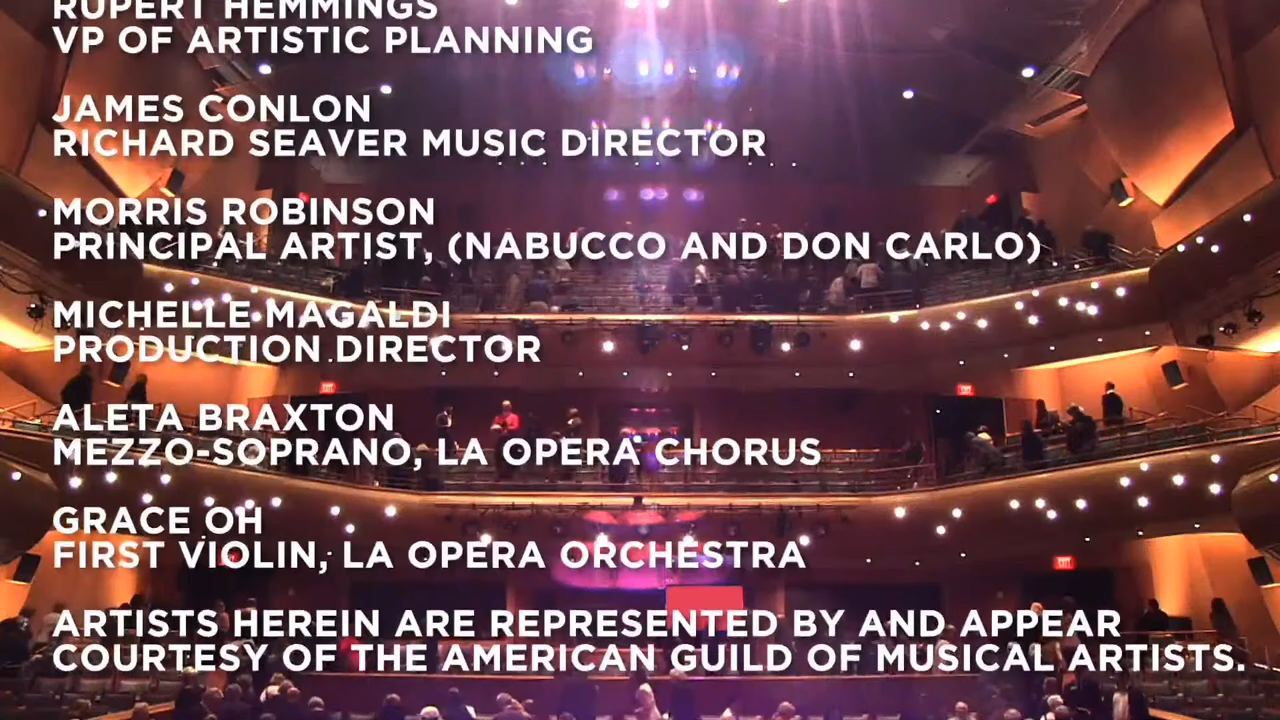 RUPERT HEMMINGS
VP OF ARTISTIC PLANNING
JAMES CONLON
RICHARD SEAVER MUSIC DIRECTOR
MORRIS ROBINSON
PRINCIPAL ARTIST, (NABUCCO AND DON CARLO)
MICHELLE MAGALDI
PRODUCTION DIRECTOR
ALETA BRAXTON
MEZZO-SOPRANO, LA OPERA CHORUS
GRACE OH
FIRST VIOLIN, LA OPERA ORCHESTRA
ARTISTS HEREIN ARE REPRESENTED BY AND APPEAR
COURTESY OF THE AMERICAN GUILD OF MUSICAL ARTISTS.